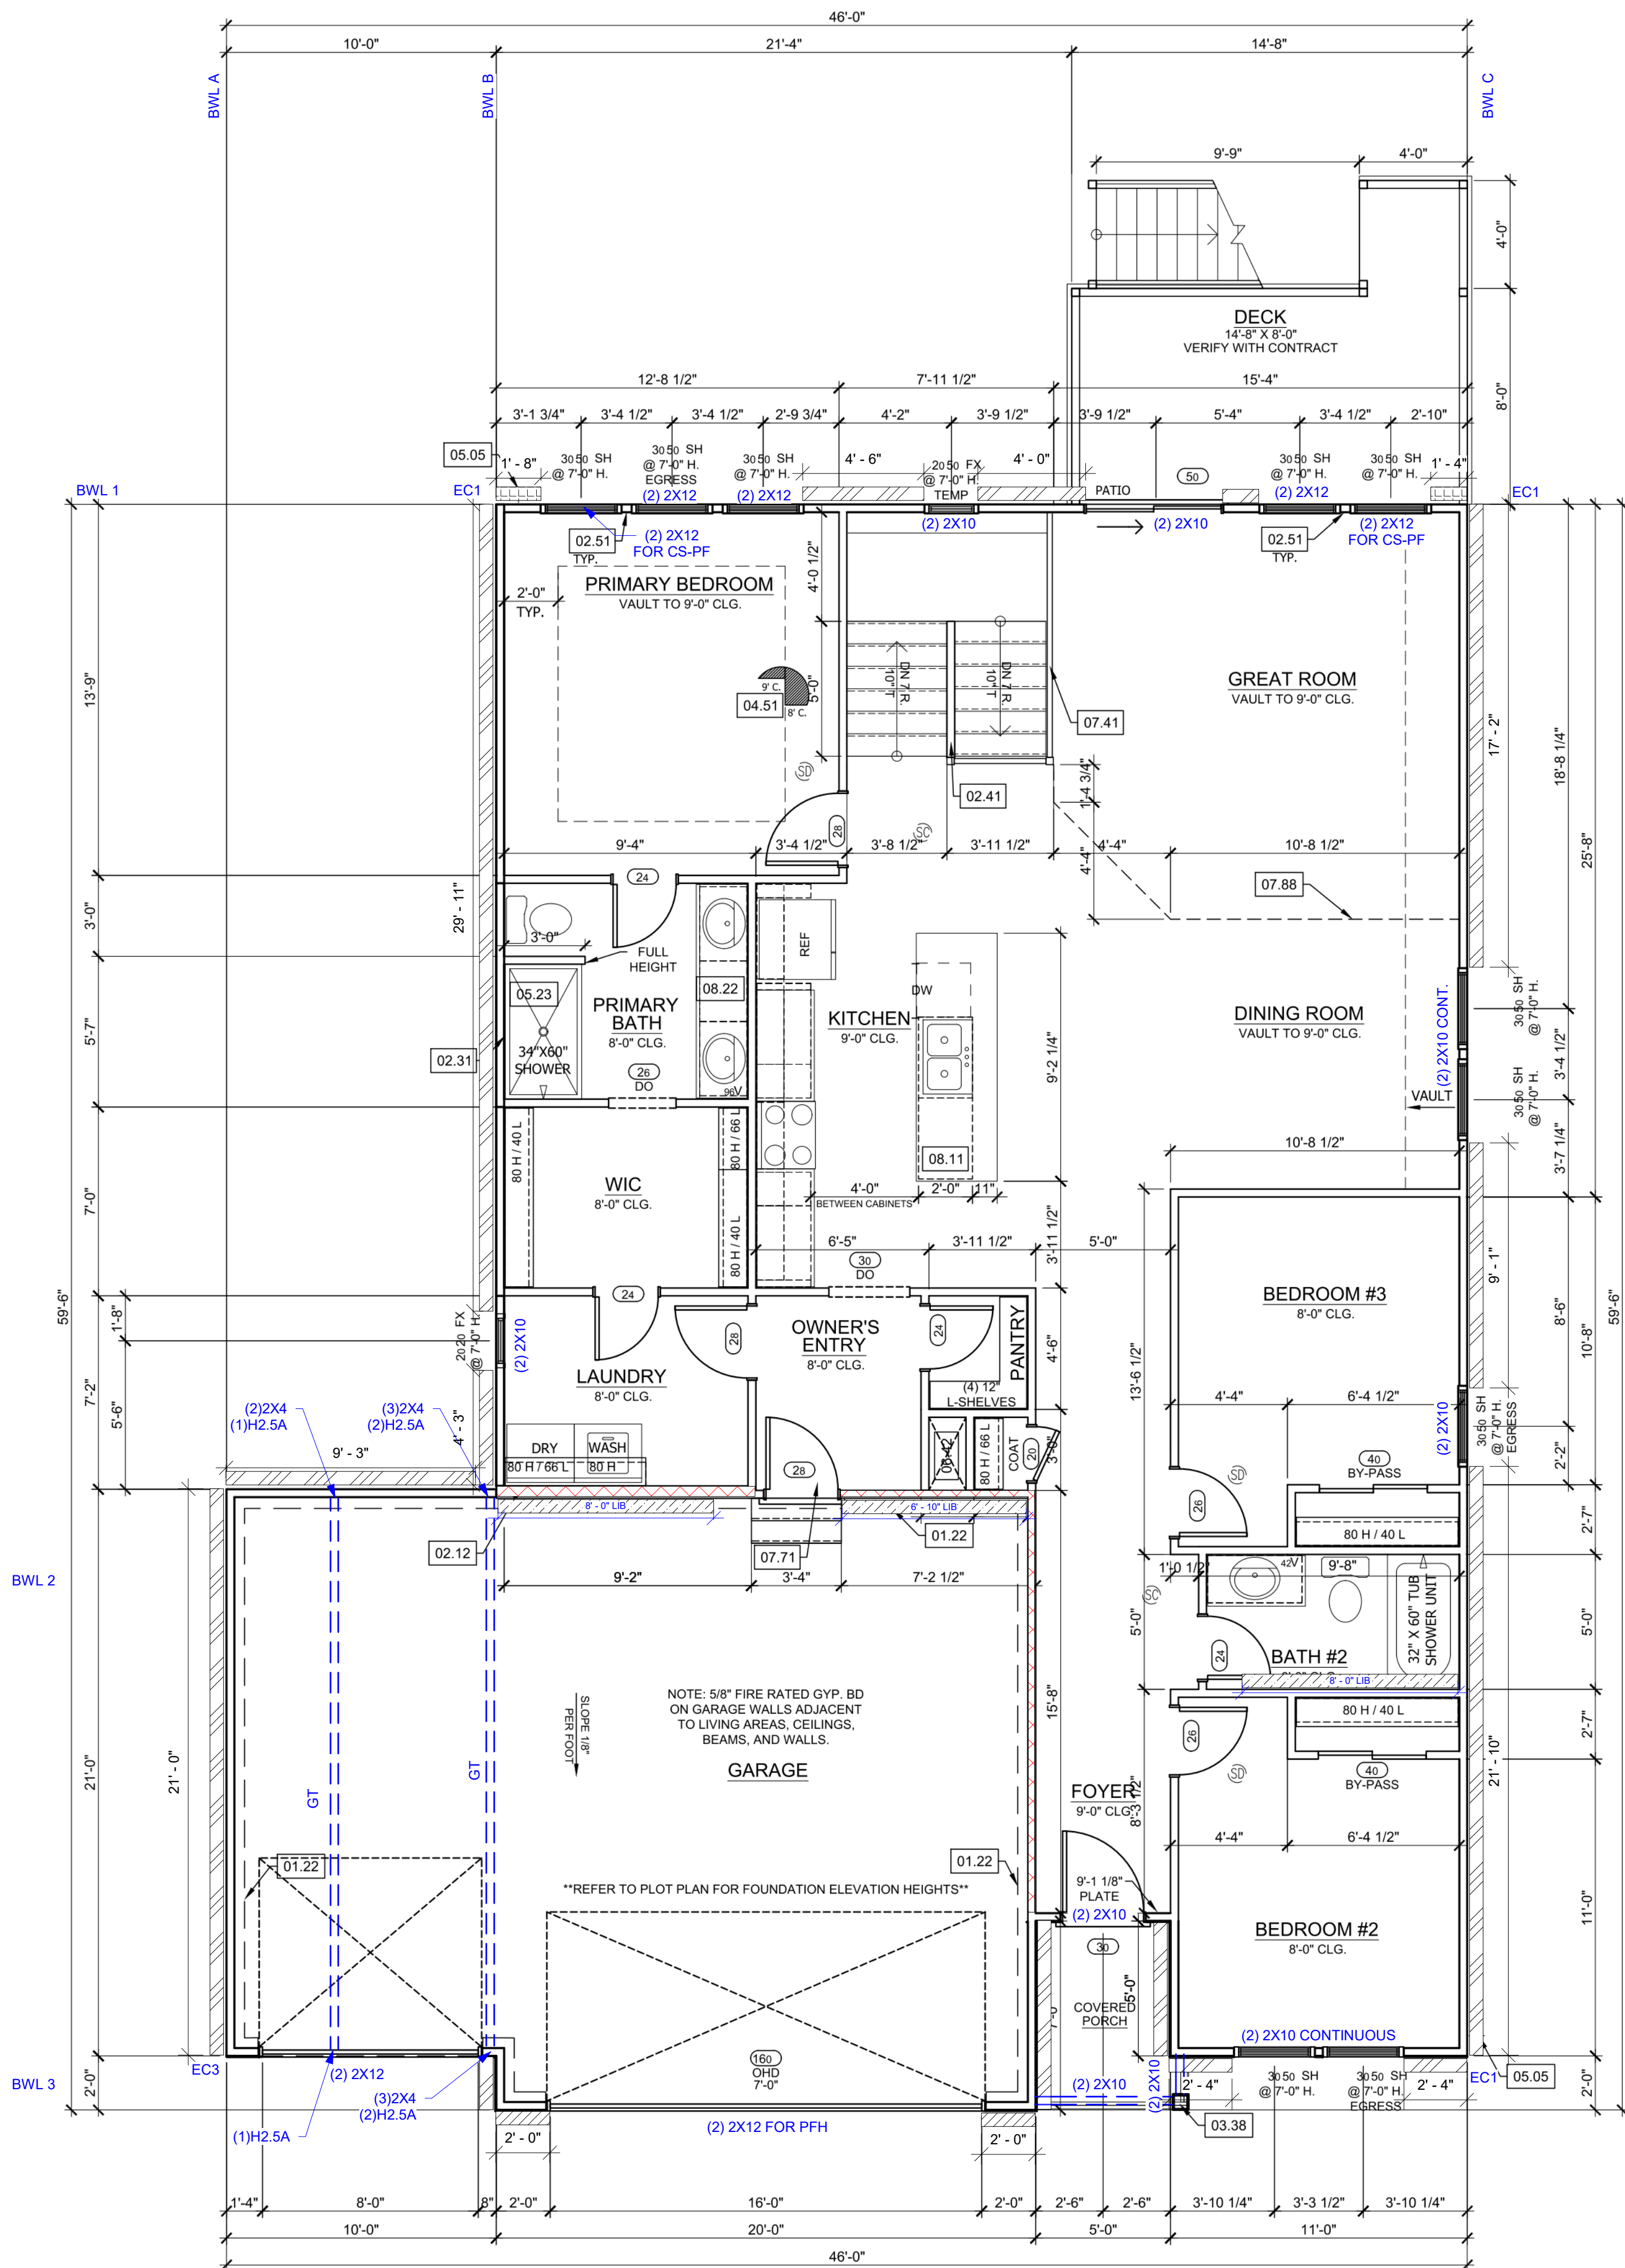 46'-0"
10'-0"
21'-4"
14'-8"
BWL A
BWL B
BWL C
9'-9"
4'-0"
4'-0"
8'-0"
DECK
14'-8" X 8'-0"
VERIFY WITH CONTRACT
12'-8 1/2"
7'-11 1/2"
15'-4"
3'-1 3/4"
3'-4 1/2"
3'-4 1/2"
2'-9 3/4"
4'-2"
3'-9 1/2"
3'-9 1/2"
5'-4"
3'-4 1/2"
2'-10"
05.05
1' - 8"
3050 SH
@ 7'-0" H.
3050 SH
@ 7'-0" H.
EGRESS
(2) 2X12
3050 SH
@ 7'-0" H.
(2) 2X12
4' - 6"
2050 FX
@ 7'-0" H.
TEMP
4' - 0"
PATIO
50
3050 SH
@ 7'-0" H.
(2) 2X12
3050 SH
@ 7'-0" H.
1' - 4"
BWL 1
EC1
EC1
(2) 2X12
FOR CS-PF
(2) 2X10
(2) 2X10
(2) 2X12
FOR CS-PF
02.51
TYP.
02.51
TYP.
2'-0"
TYP.
PRIMARY BEDROOM
VAULT TO 9'-0" CLG.
4'-0 1/2"
5'-0"
9' C.
8' C.
04.51
SD
DN 7 R.
10" T
DN 7 R.
10" T
07.41
02.41
GREAT ROOM
VAULT TO 9'-0" CLG.
17' - 2"
18'-8 1/4"
25'-8"
13'-9"
1'-4 3/4"
SC
28
9'-4"
3'-4 1/2"
3'-8 1/2"
3'-11 1/2"
4'-4"
10'-8 1/2"
4'-4"
07.88
24
29' - 11"
3'-0"
3'-0"
FULL
HEIGHT
05.23
PRIMARY
BATH
8'-0" CLG.
08.22
REF
DW
KITCHEN
9'-0" CLG.
DINING ROOM
VAULT TO 9'-0" CLG.
(2) 2X10 CONT.
3050 SH
@ 7'-0" H.
3050 SH
@ 7'-0" H.
3'-4 1/2"
VAULT
3'-7 1/4"
5'-7"
02.31
34"X60"
SHOWER
26
DO
96V
9'-2 1/4"
08.11
10'-8 1/2"
80 H / 40 L
80 H / 66 L
80 H / 40 L
WIC
8'-0" CLG.
7'-0"
4'-0"
2'-0"
11"
BETWEEN CABINETS
3'-11 1/2"
6'-5"
3'-11 1/2"
5'-0"
30
DO
59'-6"
59'-6"
1'-8"
24
28
2020 FX
@ 7'-0" H.
(2) 2X10
LAUNDRY
8'-0" CLG.
OWNER'S
ENTRY
8'-0" CLG.
24
PANTRY
(4) 12"
L-SHELVES
4'-6"
13'-6 1/2"
BEDROOM #3
8'-0" CLG.
9' - 1"
8'-6"
10'-8"
7'-2"
5'-6"
4' - 3"
(2)2X4
(1)H2.5A
(3)2X4
(2)H2.5A
9' - 3"
DRY
WASH
80 H / 66 L
80 H
28
06.42
80 H / 66 L
COAT
20
3'-0"
4'-4"
6'-4 1/2"
(2) 2X10
3050 SH
@ 7'-0" H.
EGRESS
2'-2"
40
BY-PASS
SD
26
80 H / 40 L
2'-7"
8' - 0" LIB
6' - 10" LIB
01.22
02.12
07.71
BWL 2
9'-2"
3'-4"
7'-2 1/2"
1'-0 1/2"
42V
9'-8"
SC
5'-0"
24
BATH #2
32" X 60" TUB
SHOWER UNIT
8' - 0" LIB
5'-0"
15'-8"
NOTE: 5/8" FIRE RATED GYP. BD
ON GARAGE WALLS ADJACENT
TO LIVING AREAS, CEILINGS,
BEAMS, AND WALLS.
GARAGE
SLOPE 1/8"
PER FOOT
GT
GT
21'-0"
21' - 0"
80 H / 40 L
2'-7"
26
SD
40
BY-PASS
21' - 10"
FOYER
9'-0" CLG.
8'-3 1/2"
4'-4"
6'-4 1/2"
01.22
01.22
**REFER TO PLOT PLAN FOR FOUNDATION ELEVATION HEIGHTS**
9'-1 1/8"
PLATE
(2) 2X10
30
BEDROOM #2
8'-0" CLG.
11'-0"
5'-0"
COVERED
PORCH
160
OHD
7'-0"
(2) 2X10 CONTINUOUS
EC3
(2) 2X12
BWL 3
2'-0"
(3)2X4
(2)H2.5A
(1)H2.5A
(2) 2X10
(2) 2X10
2' - 4"
3050 SH
@ 7'-0" H.
3050 SH
@ 7'-0" H.
EGRESS
2' - 4"
EC1
05.05
2'-0"
03.38
2' - 0"
(2) 2X12 FOR PFH
2' - 0"
1'-4"
8'-0"
8"
2'-0"
16'-0"
2'-0"
2'-6"
2'-6"
3'-10 1/4"
3'-3 1/2"
3'-10 1/4"
10'-0"
20'-0"
5'-0"
11'-0"
46'-0"